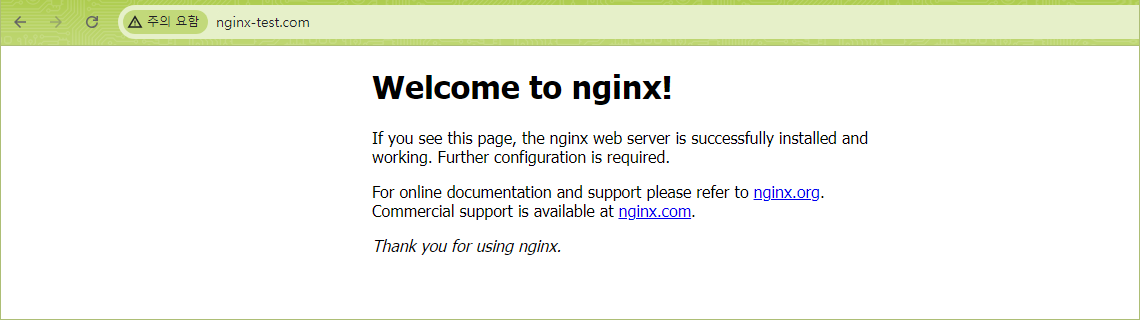 주의 요함 nginx-test.com
Welcome to nginx!
If you see this page, the nginx web server is successfully installed and
working. Further configuration is required.
For online documentation and support please refer to nginx.org.
Commercial support is available at nginx.com.
Thank you for using nginx.